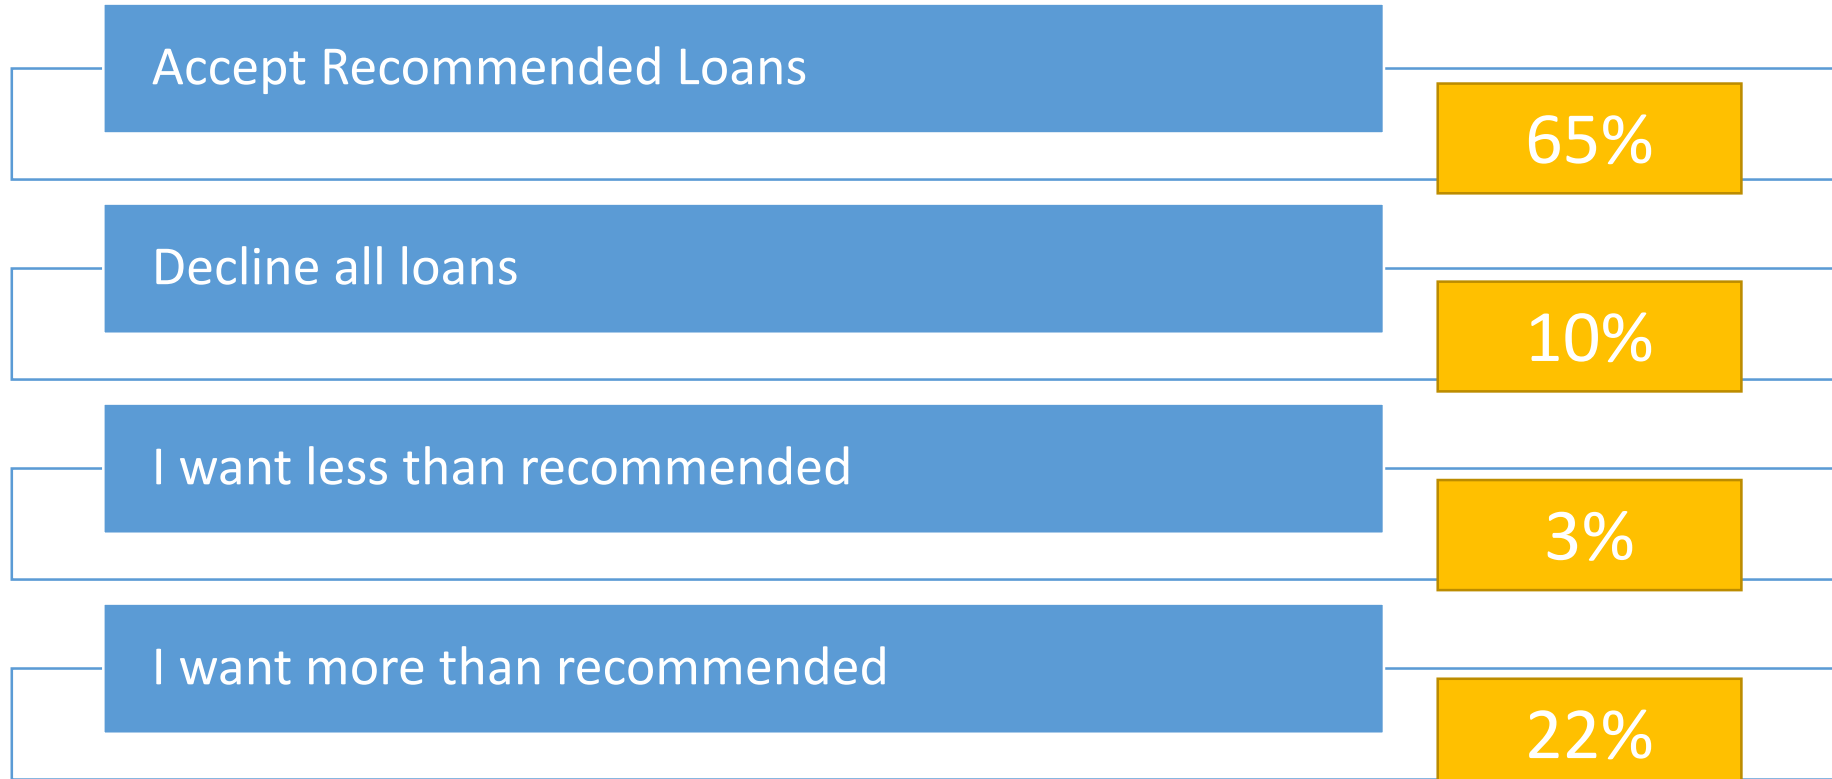 Accept Recommended Loans
65%
Decline all loans
10%
I want less than recommended
3%
I want more than recommended
22%